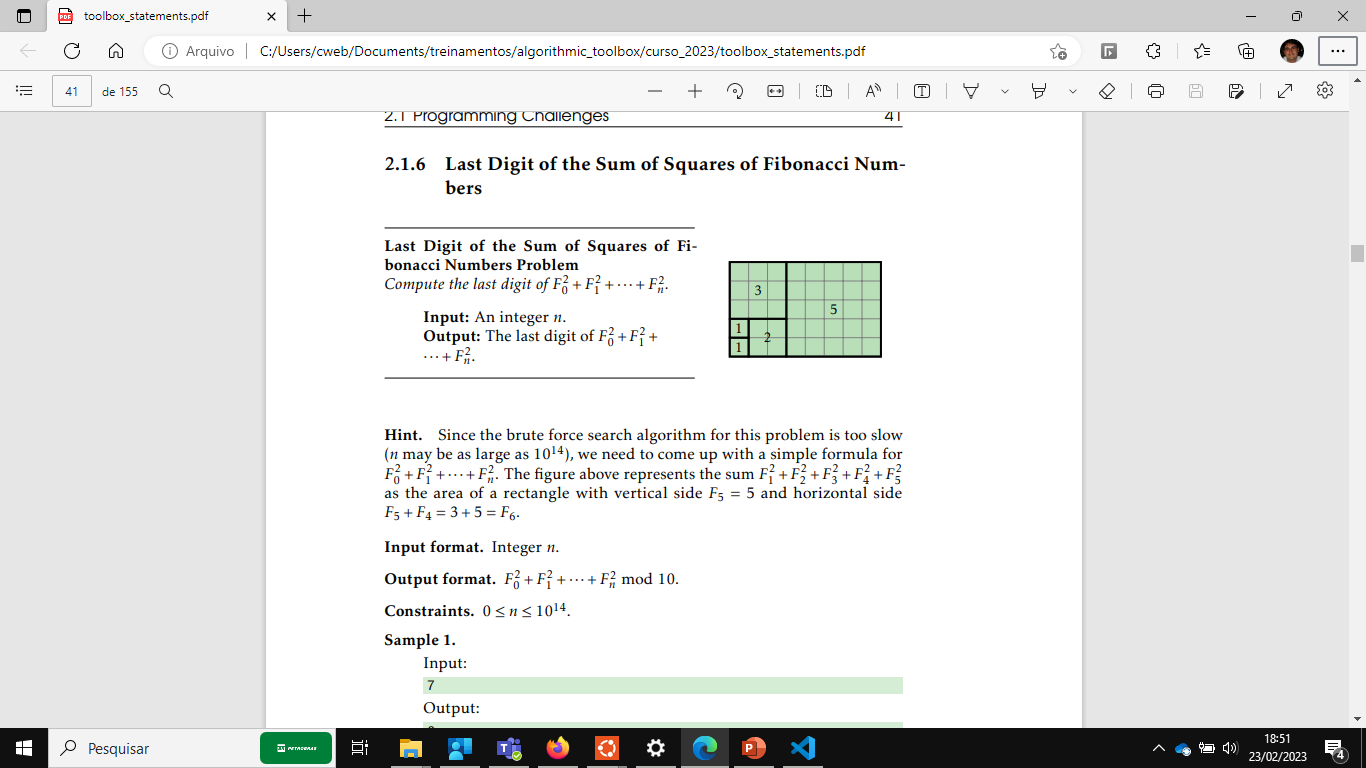 toolbox_statements.pdf
Arquivo | C:/Users/cweb/Documents/treinamentos/algorithmic_toolbox/curso_2023/toolbox_statements.pdf
41 de 155
2.1 Programming Challenges 41
2.1.6 Last Digit of the Sum of Squares of Fibonacci Num-
bers
Last Digit of the Sum of Squares of Fi-
bonacci Numbers Problem
Compute the last digit of F₀² + F₁² + ··· + Fₙ².
Input: An integer n.
Output: The last digit of F₀² + F₁² +
··· + Fₙ².
3
5
1
2
1
Hint. Since the brute force search algorithm for this problem is too slow
(n may be as large as 10¹⁴), we need to come up with a simple formula for
F₀² + F₁² + ··· + Fₙ². The figure above represents the sum F₁² + F₂² + F₃² + F₄² + F₅²
as the area of a rectangle with vertical side F₅ = 5 and horizontal side
F₅ + F₄ = 3 + 5 = F₆.
Input format. Integer n.
Output format. F₀² + F₁² + ··· + Fₙ² mod 10.
Constraints. 0 ≤ n ≤ 10¹⁴.
Sample 1.
Input:
7
Output:
Pesquisar
PETROBRAS
18:51
23/02/2023
4